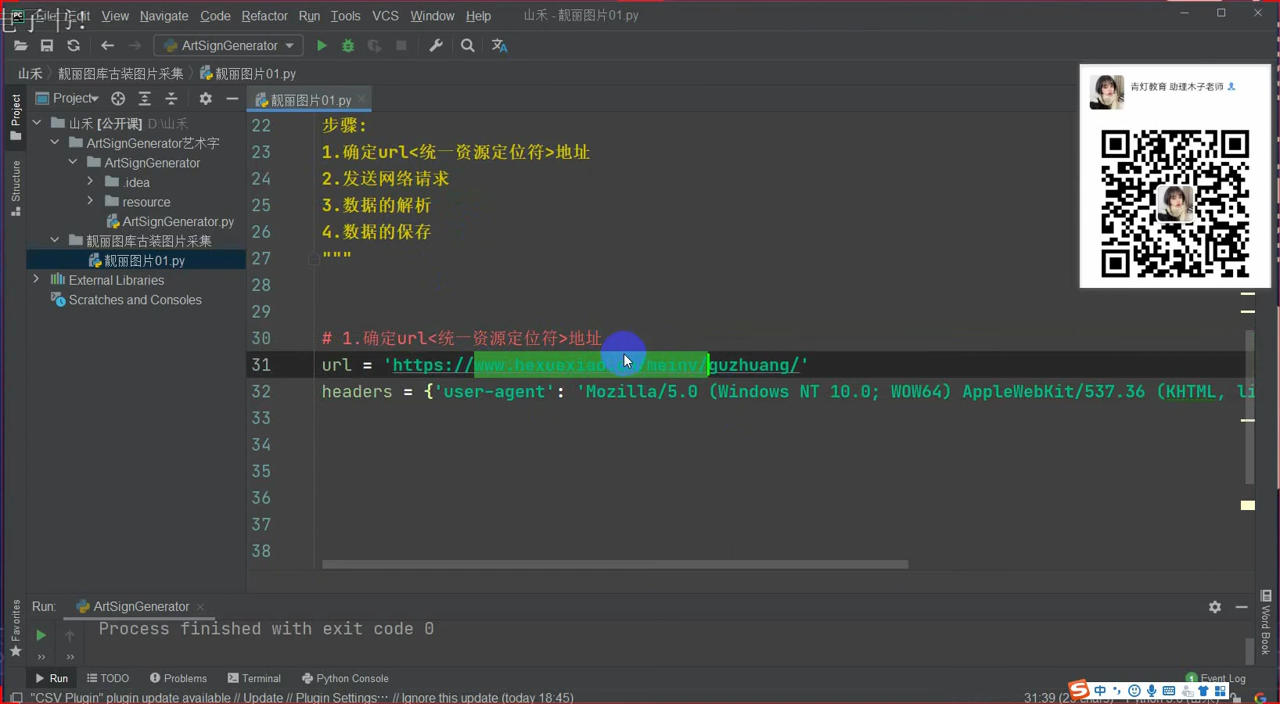 电子书!
File Edit View Navigate Code Refactor Run Tools VCS Window Help 山禾 - 靓丽图片01.py
ArtSignGenerator
山禾 靓丽图库古装图片采集 靓丽图片01.py
Project
靓丽图片01.py
青灯教育 助理木子老师
Project
Structure
Favorites
Word Book
山禾 [公开课] D:\山禾
ArtSignGenerator艺术字
ArtSignGenerator
.idea
resource
ArtSignGenerator.py
靓丽图库古装图片采集
靓丽图片01.py
External Libraries
Scratches and Consoles
22 步骤:
23 1.确定url<统一资源定位符>地址
24 2.发送网络请求
25 3.数据的解析
26 4.数据的保存
27 """
28
29
30 # 1.确定url<统一资源定位符>地址
31 url = 'https://www.hexuexiao /meinv/guzhuang/'
32 headers = {'user-agent': 'Mozilla/5.0 (Windows NT 10.0; WOW64) AppleWebKit/537.36 (KHTML, li
33
34
35
36
37
38
Run: ArtSignGenerator
Process finished with exit code 0
Run TODO Problems Terminal Python Console Event Log
"CSV Plugin" plugin update available // Update // Plugin Settings… // Ignore this update (today 18:45) 31:39
中